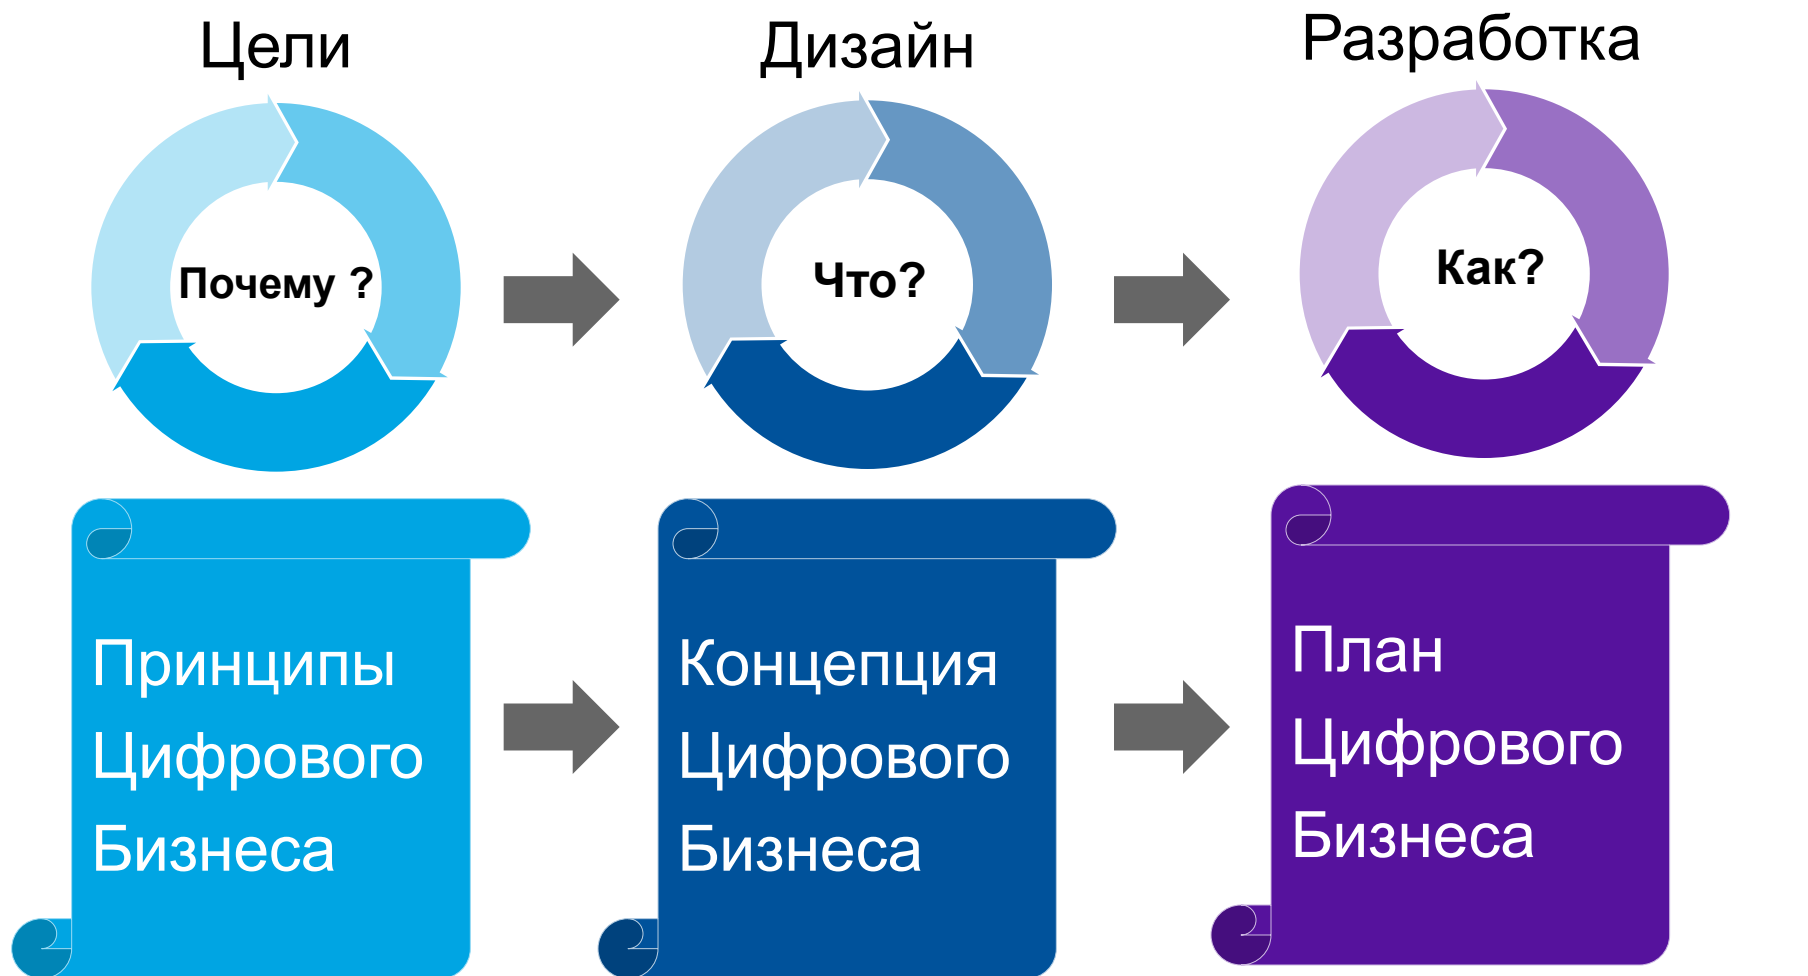 Цели
Дизайн
Разработка
Почему ?
Что?
Как?
Принципы
Цифрового
Бизнеса
Концепция
Цифрового
Бизнеса
План
Цифрового
Бизнеса